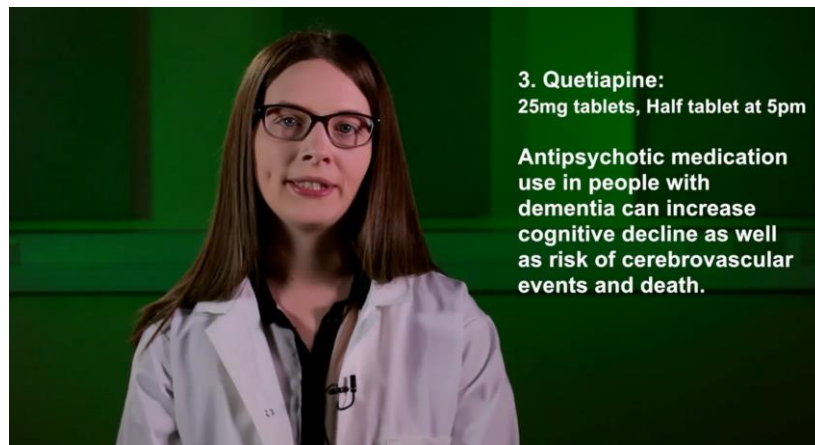 3. Quetiapine:
25mg tablets, Half tablet at 5pm
Antipsychotic medication
use in people with
dementia can increase
cognitive decline as well
as risk of cerebrovascular
events and death.